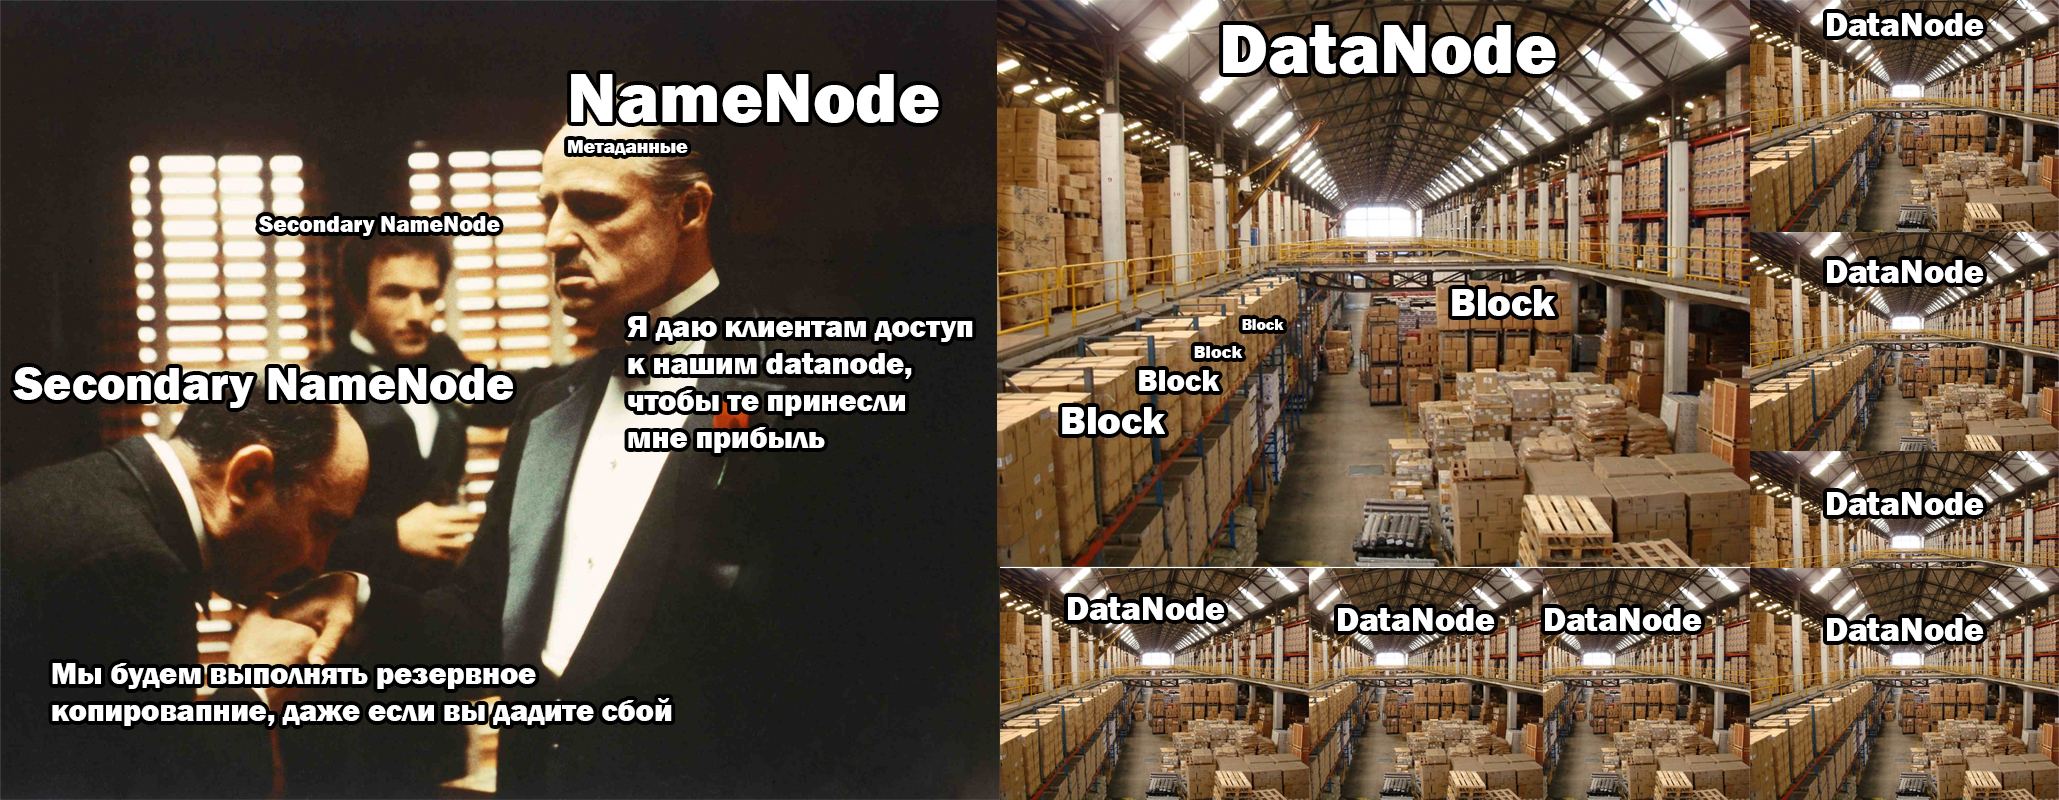 NameNode
Метаданные
Secondary NameNode
Я даю клиентам доступ
к нашим datanode,
чтобы те принесли
мне прибыль
Secondary NameNode
Мы будем выполнять резервное
копировапние, даже если вы дадите сбой
DataNode
Block
Block
Block
Block
Block
DataNode
DataNode
DataNode
DataNode
DataNode
DataNode
DataNode